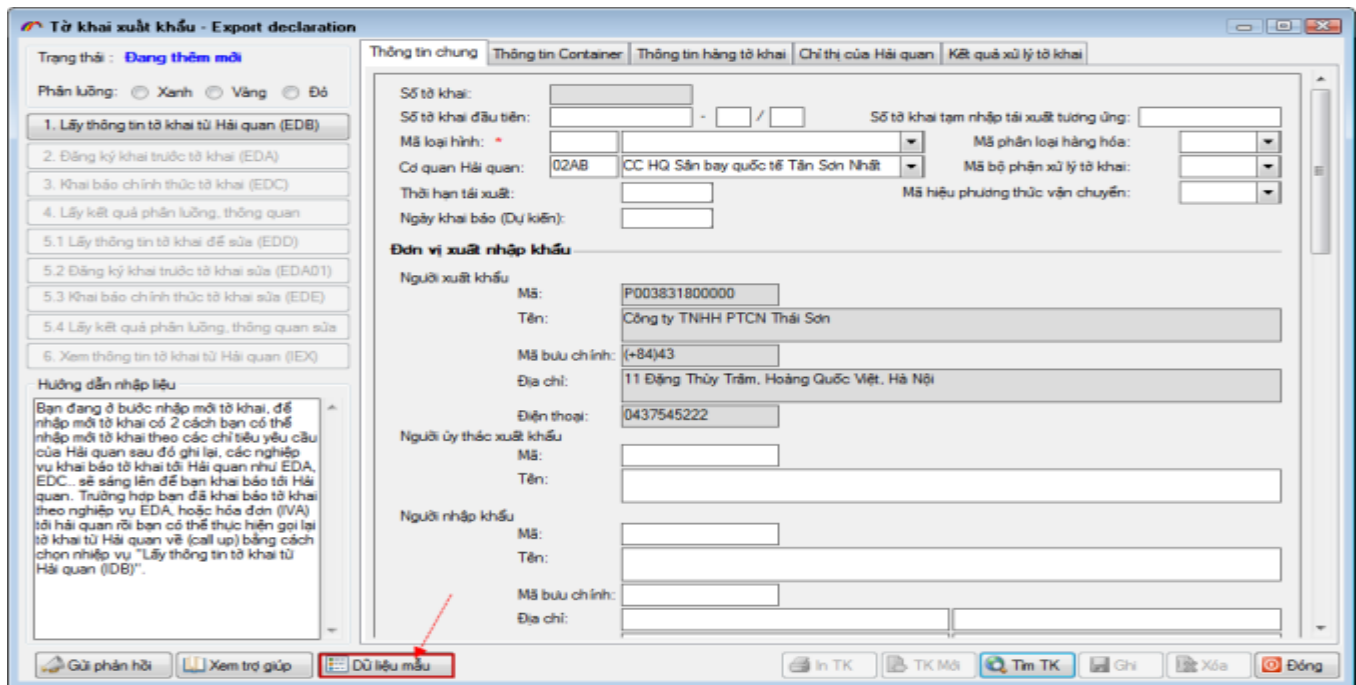 Tờ khai xuất khẩu - Export declaration
Trạng thái : Đang thêm mới
Phân luồng: Xanh Vàng Đỏ
1. Lấy thông tin tờ khai từ Hải quan (EDB)
2. Đăng ký khai trước tờ khai (EDA)
3. Khai báo chính thức tờ khai (EDC)
4. Lấy kết quả phân luồng, thông quan
5.1 Lấy thông tin tờ khai để sửa (EDD)
5.2 Đăng ký khai trước tờ khai sửa (EDA01)
5.3 Khai báo chính thức tờ khai sửa (EDE)
5.4 Lấy kết quả phân luồng, thông quan sửa
6. Xem thông tin tờ khai từ Hải quan (IEX)
Hướng dẫn nhập liệu
Bạn đang ở bước nhập mới tờ khai, để
nhập mới tờ khai có 2 cách bạn có thể
nhập mới tờ khai theo các chỉ tiêu yêu cầu
của Hải quan sau đó ghi lại, các nghiệp
vụ khai báo tờ khai tới Hải quan như EDA,
EDC.. sẽ sáng lên để bạn khai báo tới Hải
quan. Trường hợp bạn đã khai báo tờ khai
theo nghiệp vụ EDA, hoặc hóa đơn (IVA)
tới hải quan rồi bạn có thể thực hiện gọi lại
tờ khai từ Hải quan về (call up) bằng cách
chọn nhiệp vụ "Lấy thông tin tờ khai từ
Hải quan (IDB)".
Thông tin chung Thông tin Container Thông tin hàng tờ khai Chỉ thị của Hải quan Kết quả xử lý tờ khai
Số tờ khai:
Số tờ khai đầu tiên: - / Số tờ khai tạm nhập tái xuất tương ứng:
Mã loại hình: * Mã phân loại hàng hóa:
Cơ quan Hải quan: 02AB CC HQ Sân bay quốc tế Tân Sơn Nhất Mã bộ phận xử lý tờ khai:
Thời hạn tái xuất: Mã hiệu phương thức vận chuyển:
Ngày khai báo (Dự kiến):
Đơn vị xuất nhập khẩu
Người xuất khẩu
Mã: P003831800000
Tên: Công ty TNHH PTCN Thái Sơn
Mã bưu chính: (+84)43
Địa chỉ: 11 Đặng Thùy Trâm, Hoàng Quốc Việt, Hà Nội
Điện thoại: 0437545222
Người ủy thác xuất khẩu
Mã:
Tên:
Người nhập khẩu
Mã:
Tên:
Mã bưu chính:
Địa chỉ:
Gửi phản hồi Xem trợ giúp Dữ liệu mẫu In TK TK Mới Tìm TK Ghi Xóa Đóng